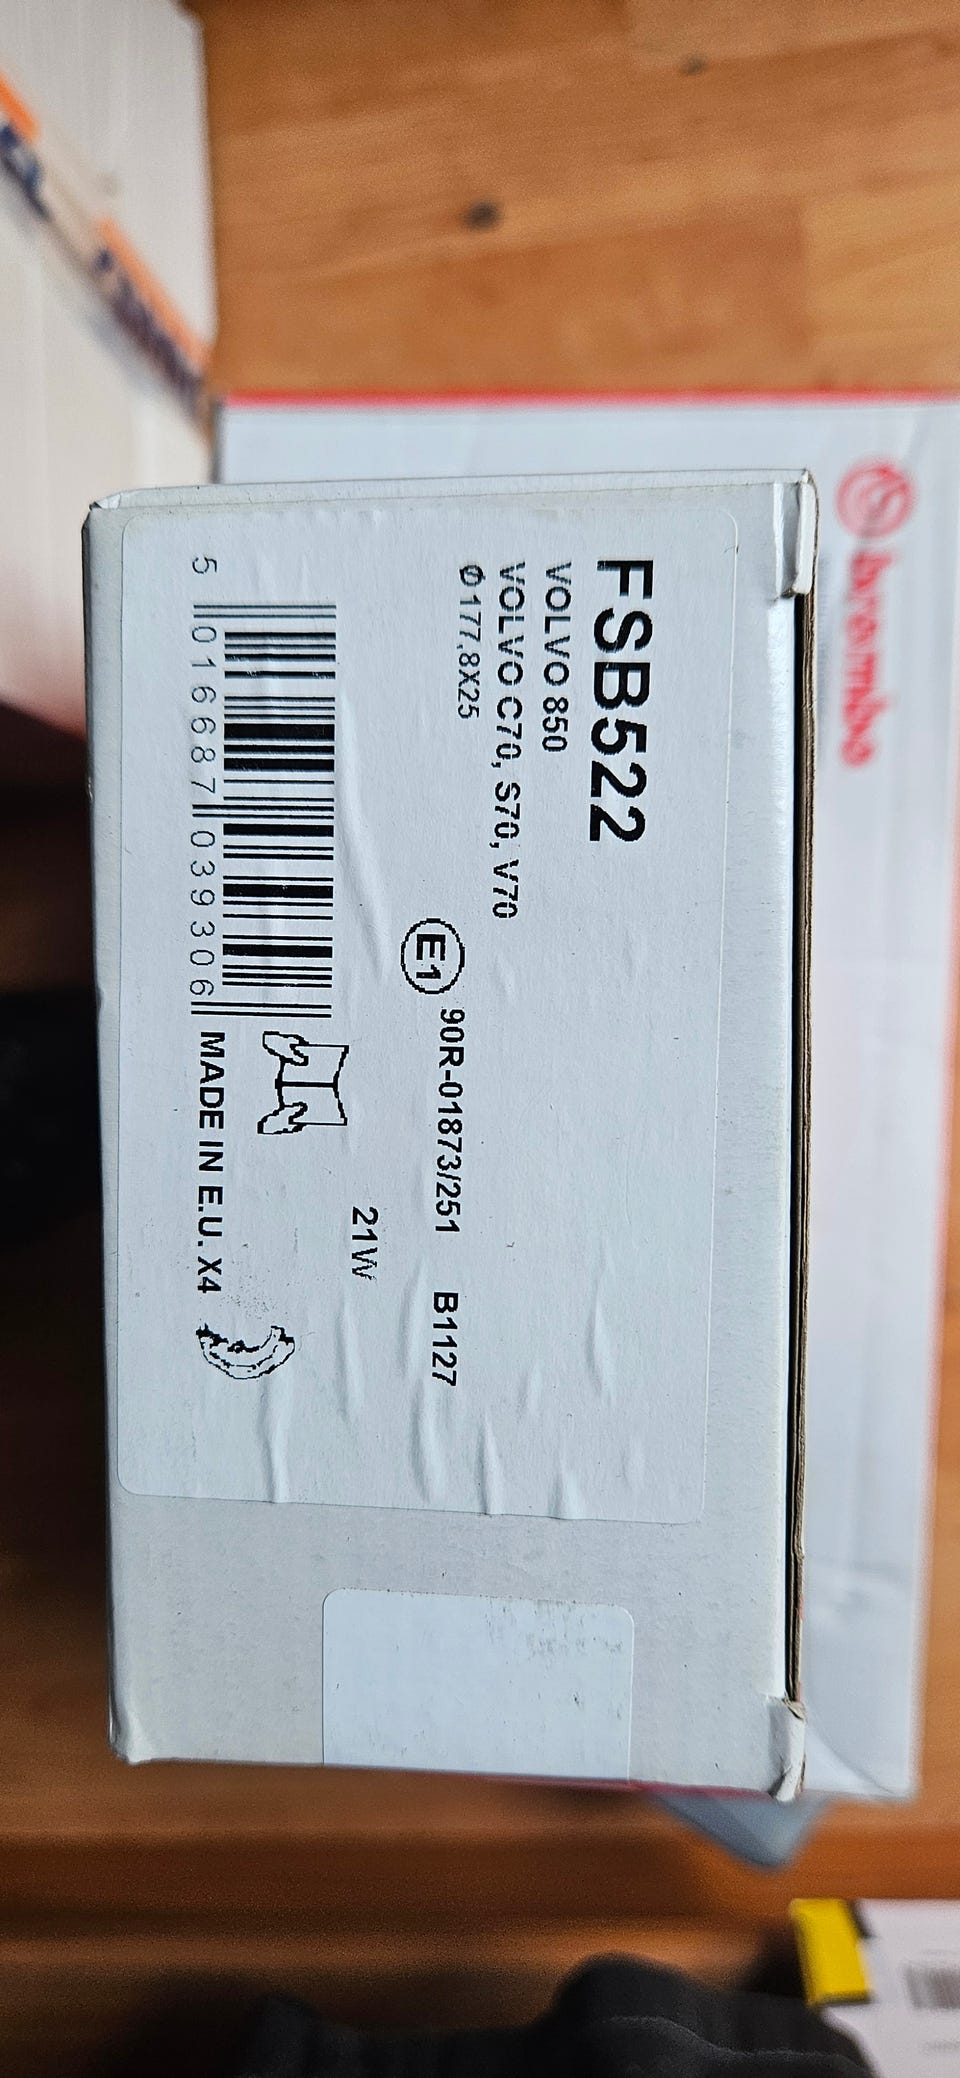 FSB522
VOLVO 850
VOLVO C70, S70, V70
Φ177,8X25
E1 90R-01873/251 B1127
21W
5 016687 039306
MADE IN E.U. X4
brembo